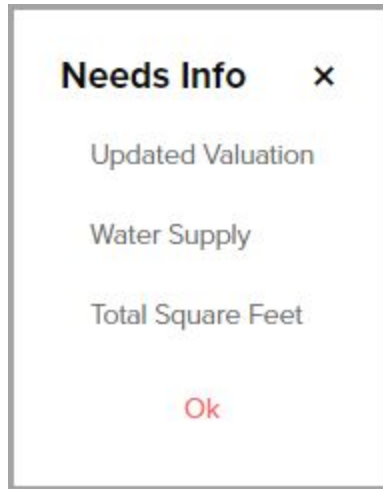 Needs Info ×
Updated Valuation
Water Supply
Total Square Feet
Ok